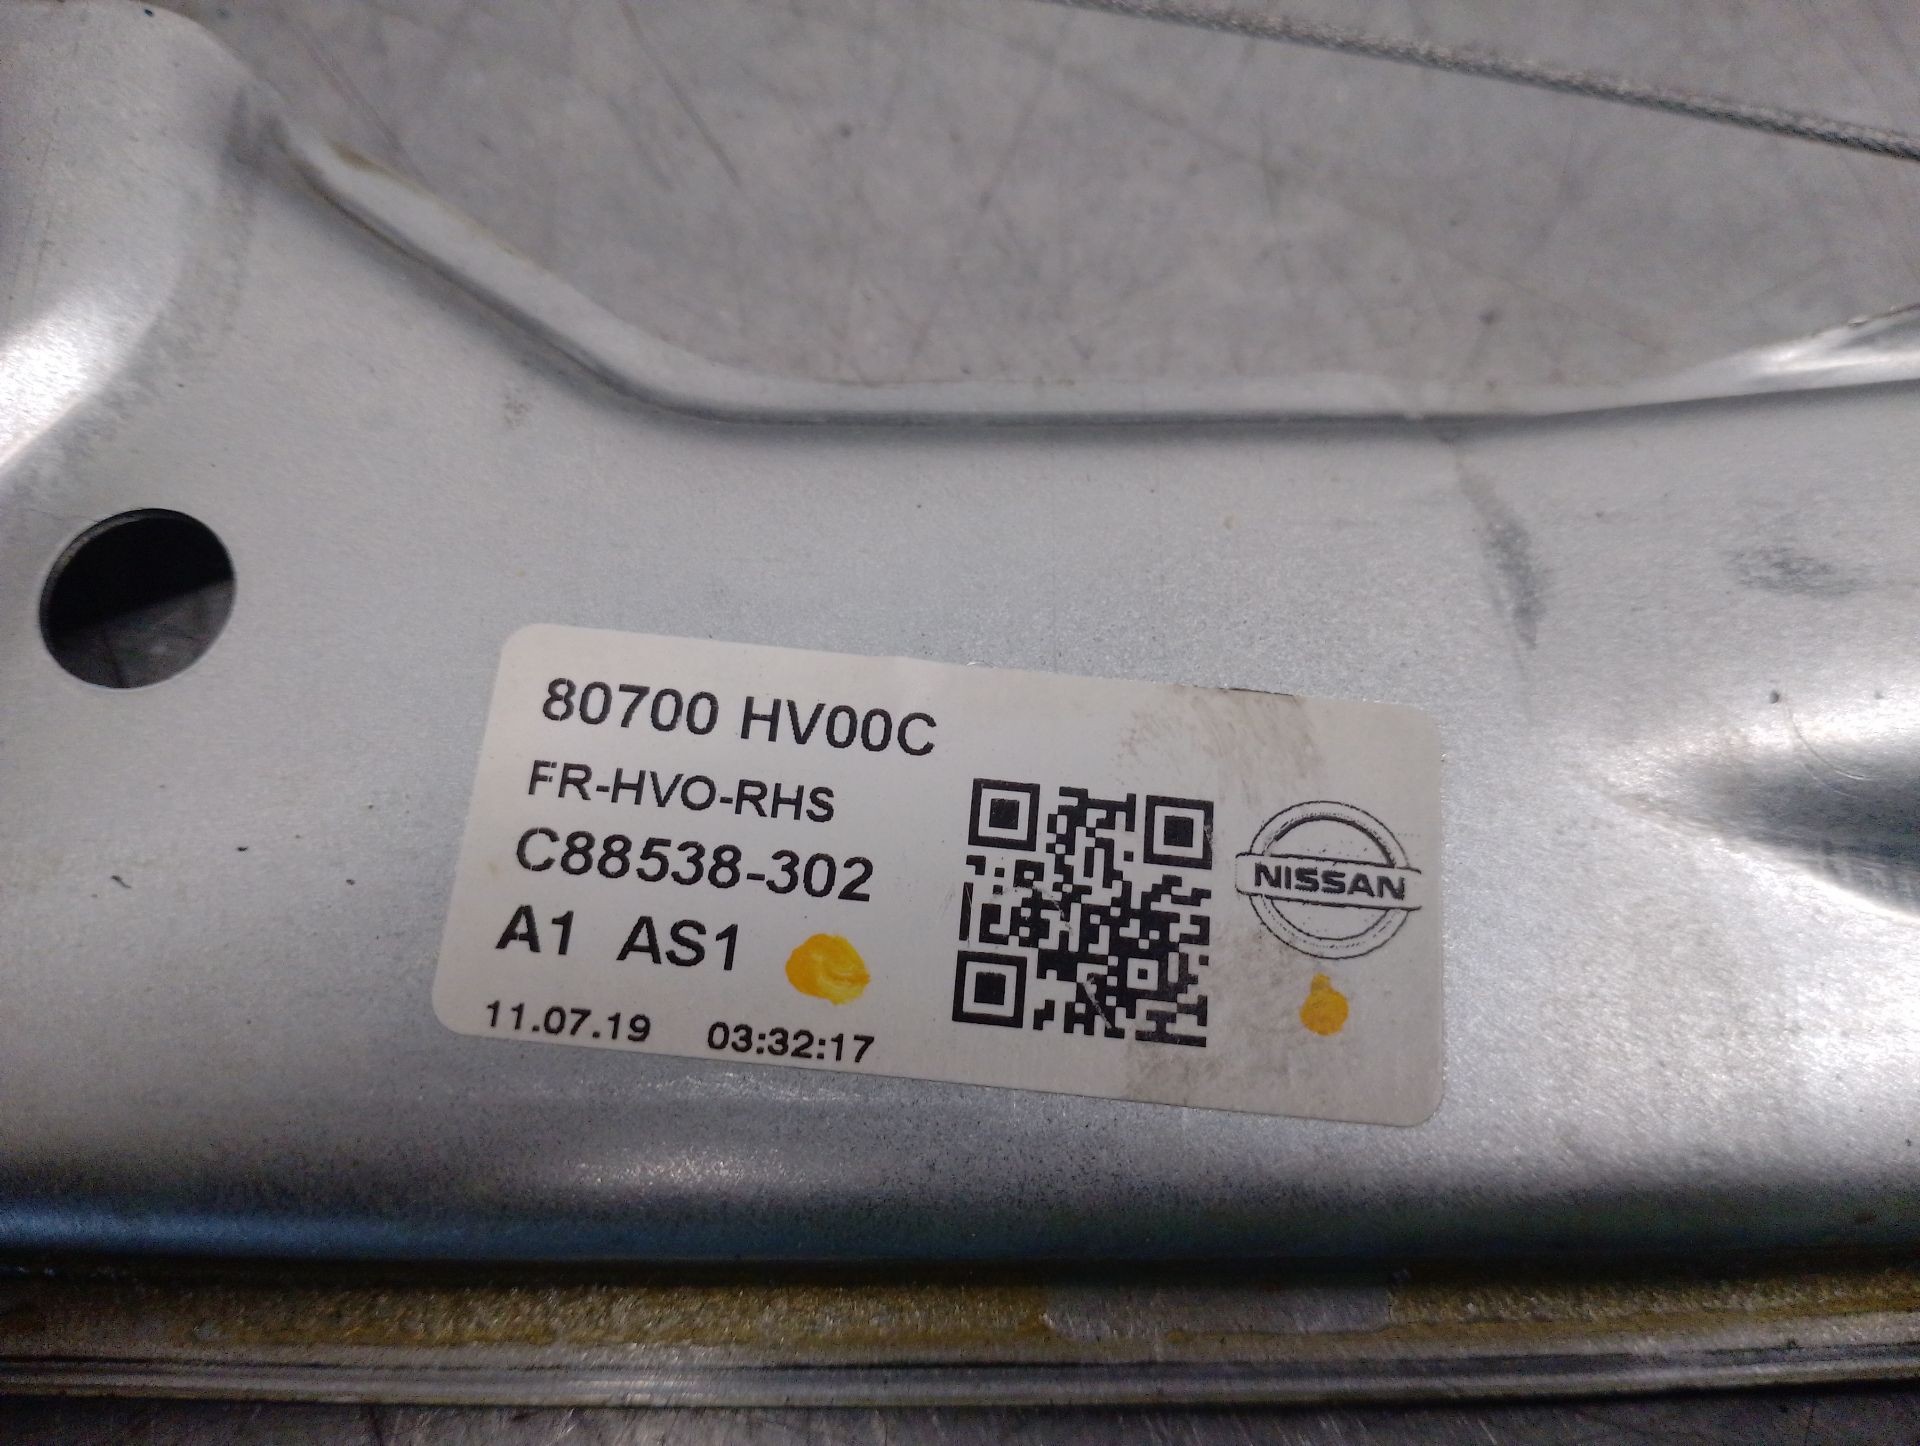 80700 HV00C
FR-HVO-RHS
C88538-302
A1 AS1
11.07.19 03:32:17
NISSAN